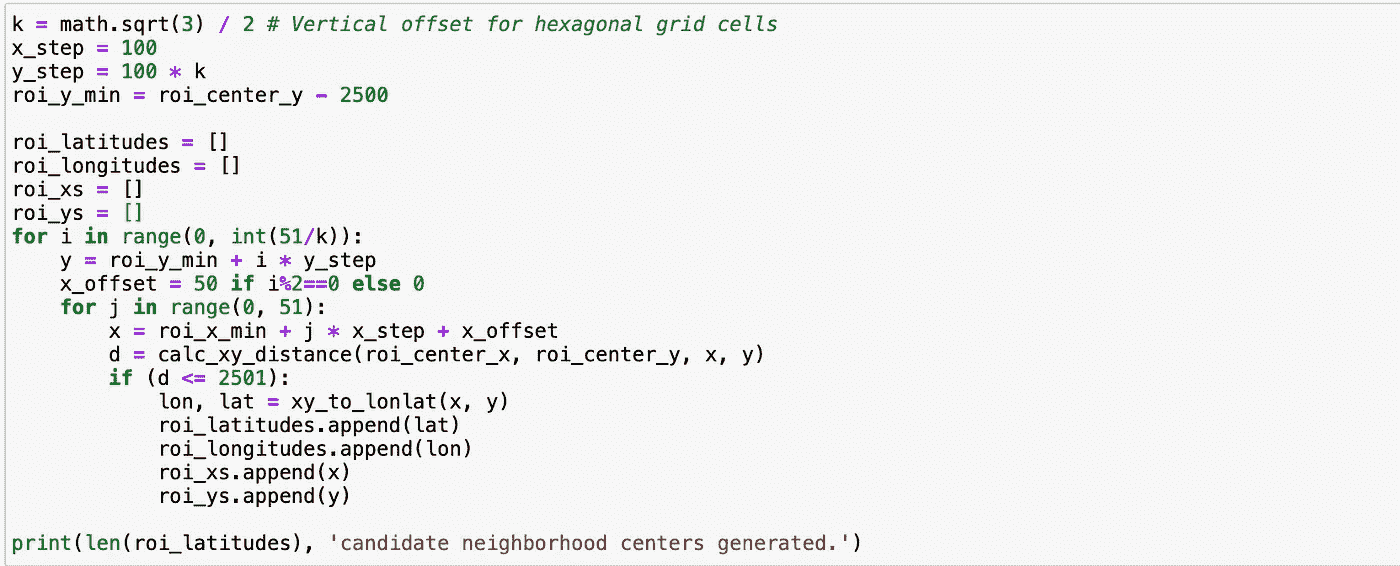 k = math.sqrt(3) / 2 # Vertical offset for hexagonal grid cells
x_step = 100
y_step = 100 * k
roi_y_min = roi_center_y - 2500

roi_latitudes = []
roi_longitudes = []
roi_xs = []
roi_ys = []
for i in range(0, int(51/k)):
    y = roi_y_min + i * y_step
    x_offset = 50 if i%2==0 else 0
    for j in range(0, 51):
        x = roi_x_min + j * x_step + x_offset
        d = calc_xy_distance(roi_center_x, roi_center_y, x, y)
        if (d <= 2501):
            lon, lat = xy_to_lonlat(x, y)
            roi_latitudes.append(lat)
            roi_longitudes.append(lon)
            roi_xs.append(x)
            roi_ys.append(y)

print(len(roi_latitudes), 'candidate neighborhood centers generated.')